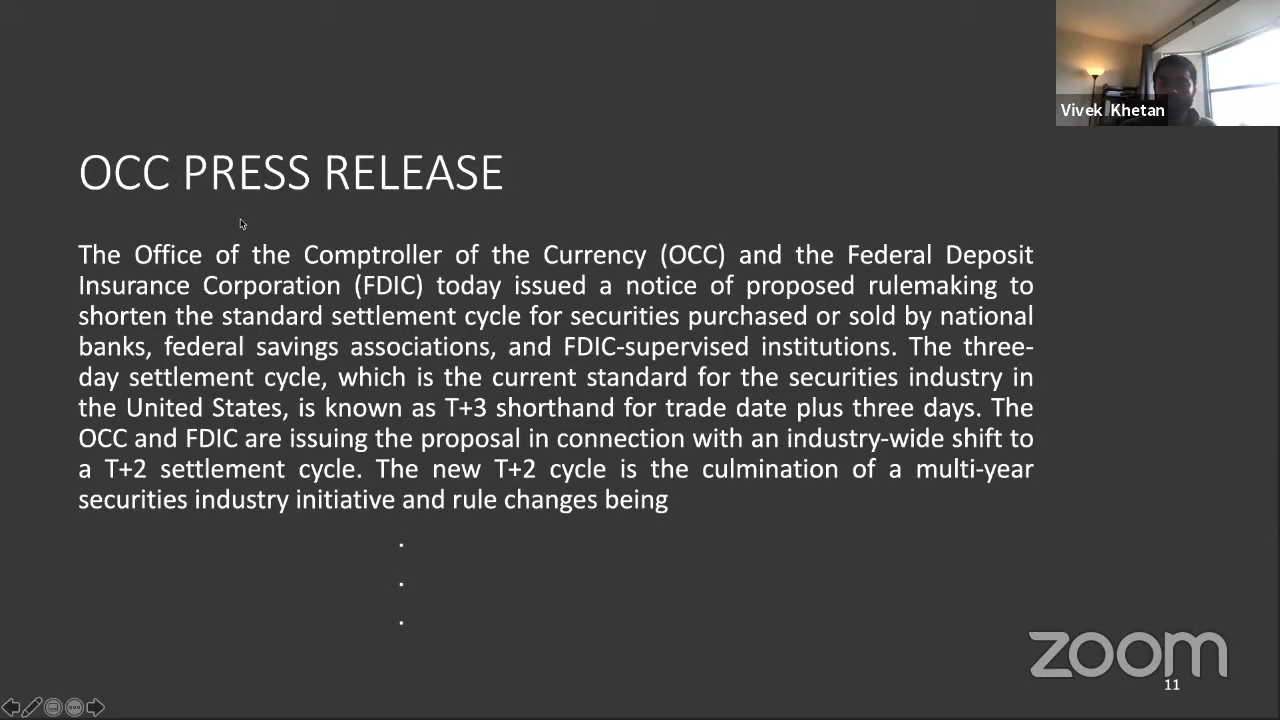 Vivek Khetan
OCC PRESS RELEASE
The Office of the Comptroller of the Currency (OCC) and the Federal Deposit
Insurance Corporation (FDIC) today issued a notice of proposed rulemaking to
shorten the standard settlement cycle for securities purchased or sold by national
banks, federal savings associations, and FDIC-supervised institutions. The three-
day settlement cycle, which is the current standard for the securities industry in
the United States, is known as T+3 shorthand for trade date plus three days. The
OCC and FDIC are issuing the proposal in connection with an industry-wide shift to
a T+2 settlement cycle. The new T+2 cycle is the culmination of a multi-year
securities industry initiative and rule changes being
.
.
.
zoom
11